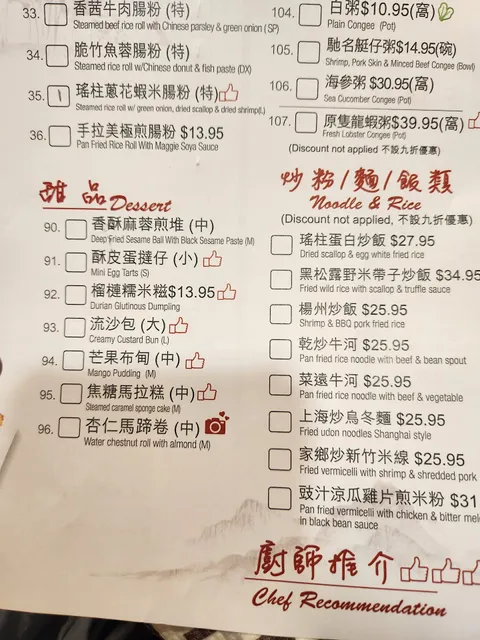 33. 香茜牛肉腸粉 (特)
Steamed beef rice roll with Chinese parsley & green onion (SP)
34. 脆竹魚蓉腸粉 (特)
Steamed rice roll w/Chinese donut & fish paste (DX)
35. 瑤柱蔥花蝦米腸粉 (特)
Steamed rice roll w/ green onion, dried scallop & dried shrimp(L)
36. 手拉美極煎腸粉 $13.95
Pan Fried Rice Roll With Maggie Soya Sauce
甜品 Dessert
90. 香酥麻蓉煎堆 (中)
Deep Fried Sesame Ball With Black Sesame Paste (M)
91. 酥皮蛋撻仔 (小)
Mini Egg Tarts (S)
92. 榴槤糯米糍$13.95
Durian Glutinous Dumpling
93. 流沙包 (大)
Creamy Custard Bun (L)
94. 芒果布甸 (中)
Mango Pudding (M)
95. 焦糖馬拉糕 (中)
Steamed caramel sponge cake (M)
96. 杏仁馬蹄卷 (中)
Water chestnut roll with almond (M)
104. 白粥$10.95(窩)
Plain Congee (Pot)
105. 馳名艇仔粥$14.95(碗)
Shrimp, Pork Skin & Minced Beef Congee (Bowl)
106. 海參粥 $30.95(窩)
Sea Cucumber Congee (Pot)
107. 原隻龍蝦粥$39.95(窩)
Fresh Lobster Congee (Pot)
(Discount not applied 不設九折優惠)
炒粉/麵/飯類
Noodle & Rice
(Discount not applied, 不設九折優惠)
瑤柱蛋白炒飯 $27.95
Dried scallop & egg white fried rice
黑松露野米帶子炒飯 $34.95
Fried wild rice with scallop & truffle sauce
楊州炒飯 $25.95
Shrimp & BBQ pork fried rice
乾炒牛河 $25.95
Pan fried rice noodle with beef & bean spout
菜遠牛河 $25.95
Pan fried rice noodle with beef & vegetable
上海炒烏冬麵 $25.95
Fried udon noodles Shanghai style
家鄉炒新竹米線 $25.95
Fried vermicelli with shrimp & shredded pork
豉汁涼瓜雞片煎米粉 $31
Pan fried vermicelli with chicken & bitter mel
in black bean sauce
廚師推介
Chef Recommendation